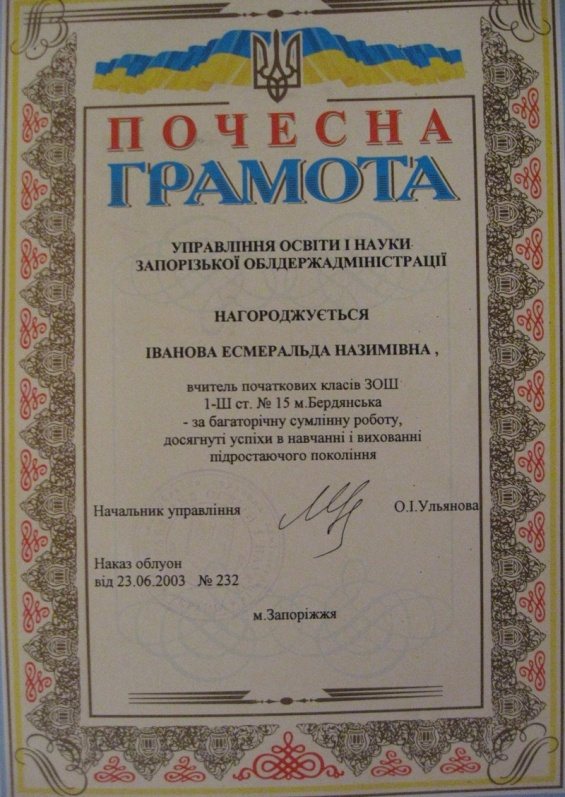 ПОЧЕСНА
ГРАМОТА
УПРАВЛІННЯ ОСВІТИ І НАУКИ
ЗАПОРІЗЬКОЇ ОБЛДЕРЖАДМІНІСТРАЦІЇ
НАГОРОДЖУЄТЬСЯ
ІВАНОВА ЕСМЕРАЛЬДА НАЗИМІВНА ,
вчитель початкових класів ЗОШ
1-Ш ст. № 15 м.Бердянська
- за багаторічну сумлінну роботу,
досягнуті успіхи в навчанні і вихованні
підростаючого покоління
Начальник управління О.І.Ульянова
Наказ облуон
від 23.06.2003 № 232
м.Запоріжжя